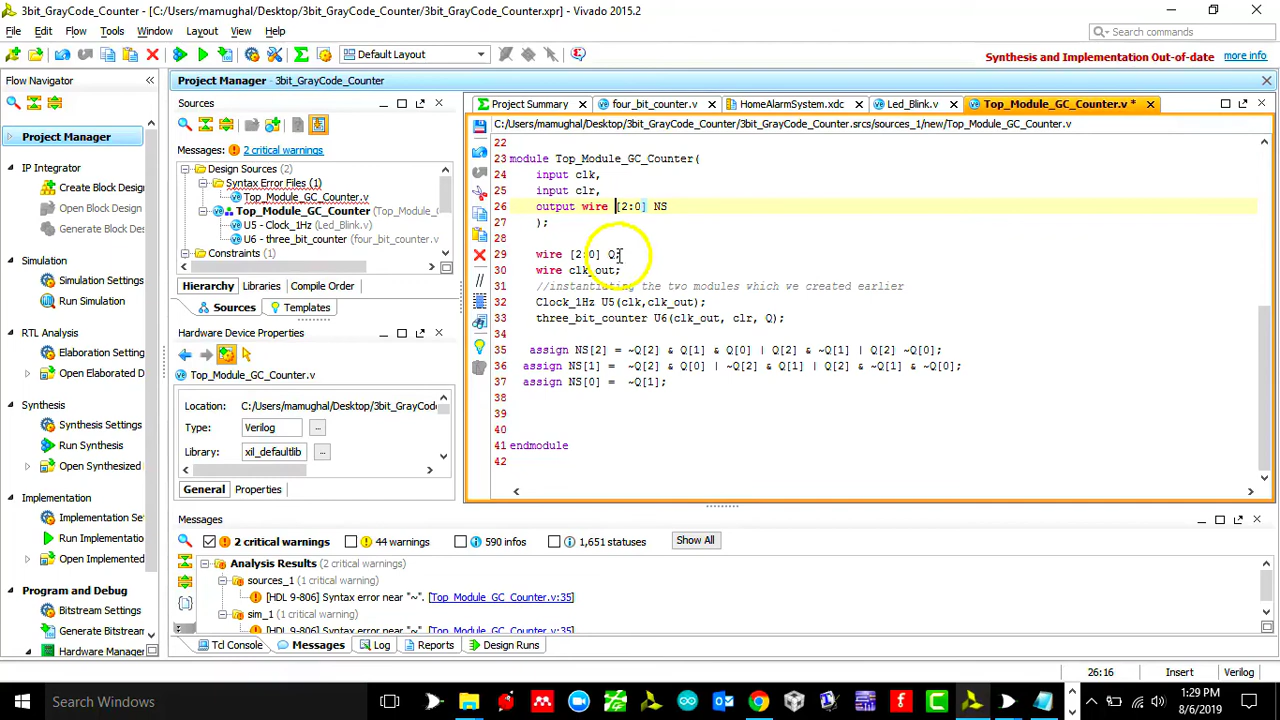 3bit_GrayCode_Counter - [C:/Users/mamughal/Desktop/3bit_GrayCode_Counter/3bit_GrayCode_Counter.xpr] - Vivado 2015.2
File Edit Flow Tools Window Layout View Help
Search commands
Default Layout
Synthesis and Implementation Out-of-date more info
Flow Navigator
Project Manager
IP Integrator
Create Block Design
Open Block Design
Generate Block Design
Simulation
Simulation Settings
Run Simulation
RTL Analysis
Elaboration Settings
Open Elaborated D
Synthesis
Synthesis Settings
Run Synthesis
Open Synthesized D
Implementation
Implementation Set
Run Implementatio
Open Implemented
Program and Debug
Bitstream Settings
Generate Bitstream
Hardware Manager
Project Manager - 3bit_GrayCode_Counter
Sources
Messages: 2 critical warnings
Design Sources (2)
Syntax Error Files (1)
Top_Module_GC_Counter.v
Top_Module_GC_Counter (Top_Module_
U5 - Clock_1Hz (Led_Blink.v)
U6 - three_bit_counter (four_bit_counter.v)
Constraints (1)
Hierarchy Libraries Compile Order
Sources Templates
Hardware Device Properties
Top_Module_GC_Counter.v
Location: C:/Users/mamughal/Desktop/3bit_GrayCod
Type: Verilog ...
Library: xil_defaultlib ...
General Properties
Project Summary four_bit_counter.v HomeAlarmSystem.xdc Led_Blink.v Top_Module_GC_Counter.v *
C:/Users/mamughal/Desktop/3bit_GrayCode_Counter/3bit_GrayCode_Counter.srcs/sources_1/new/Top_Module_GC_Counter.v
22
23 module Top_Module_GC_Counter(
24 input clk,
25 input clr,
26 output wire [2:0] NS
27 );
28
29 wire [2:0] Q;
30 wire clk_out;
31 //instantiating the two modules which we created earlier
32 Clock_1Hz U5(clk,clk_out);
33 three_bit_counter U6(clk_out, clr, Q);
34
35 assign NS[2] = ~Q[2] & Q[1] & Q[0] | Q[2] & ~Q[1] | Q[2] ~Q[0];
36 assign NS[1] = ~Q[2] & Q[0] | ~Q[2] & Q[1] | Q[2] & ~Q[1] & ~Q[0];
37 assign NS[0] = ~Q[1];
38
39
40
41 endmodule
42
Messages
2 critical warnings 44 warnings 590 infos 1,651 statuses Show All
Analysis Results (2 critical warnings)
sources_1 (1 critical warning)
[HDL 9-806] Syntax error near "~". [Top_Module_GC_Counter.v:35]
sim_1 (1 critical warning)
[HDL 9-806] Syntax error near "~". [Top_Module_GC_Counter.v:35]
Tcl Console Messages Log Reports Design Runs
26:16 Insert Verilog
Search Windows
1:29 PM
8/6/2019